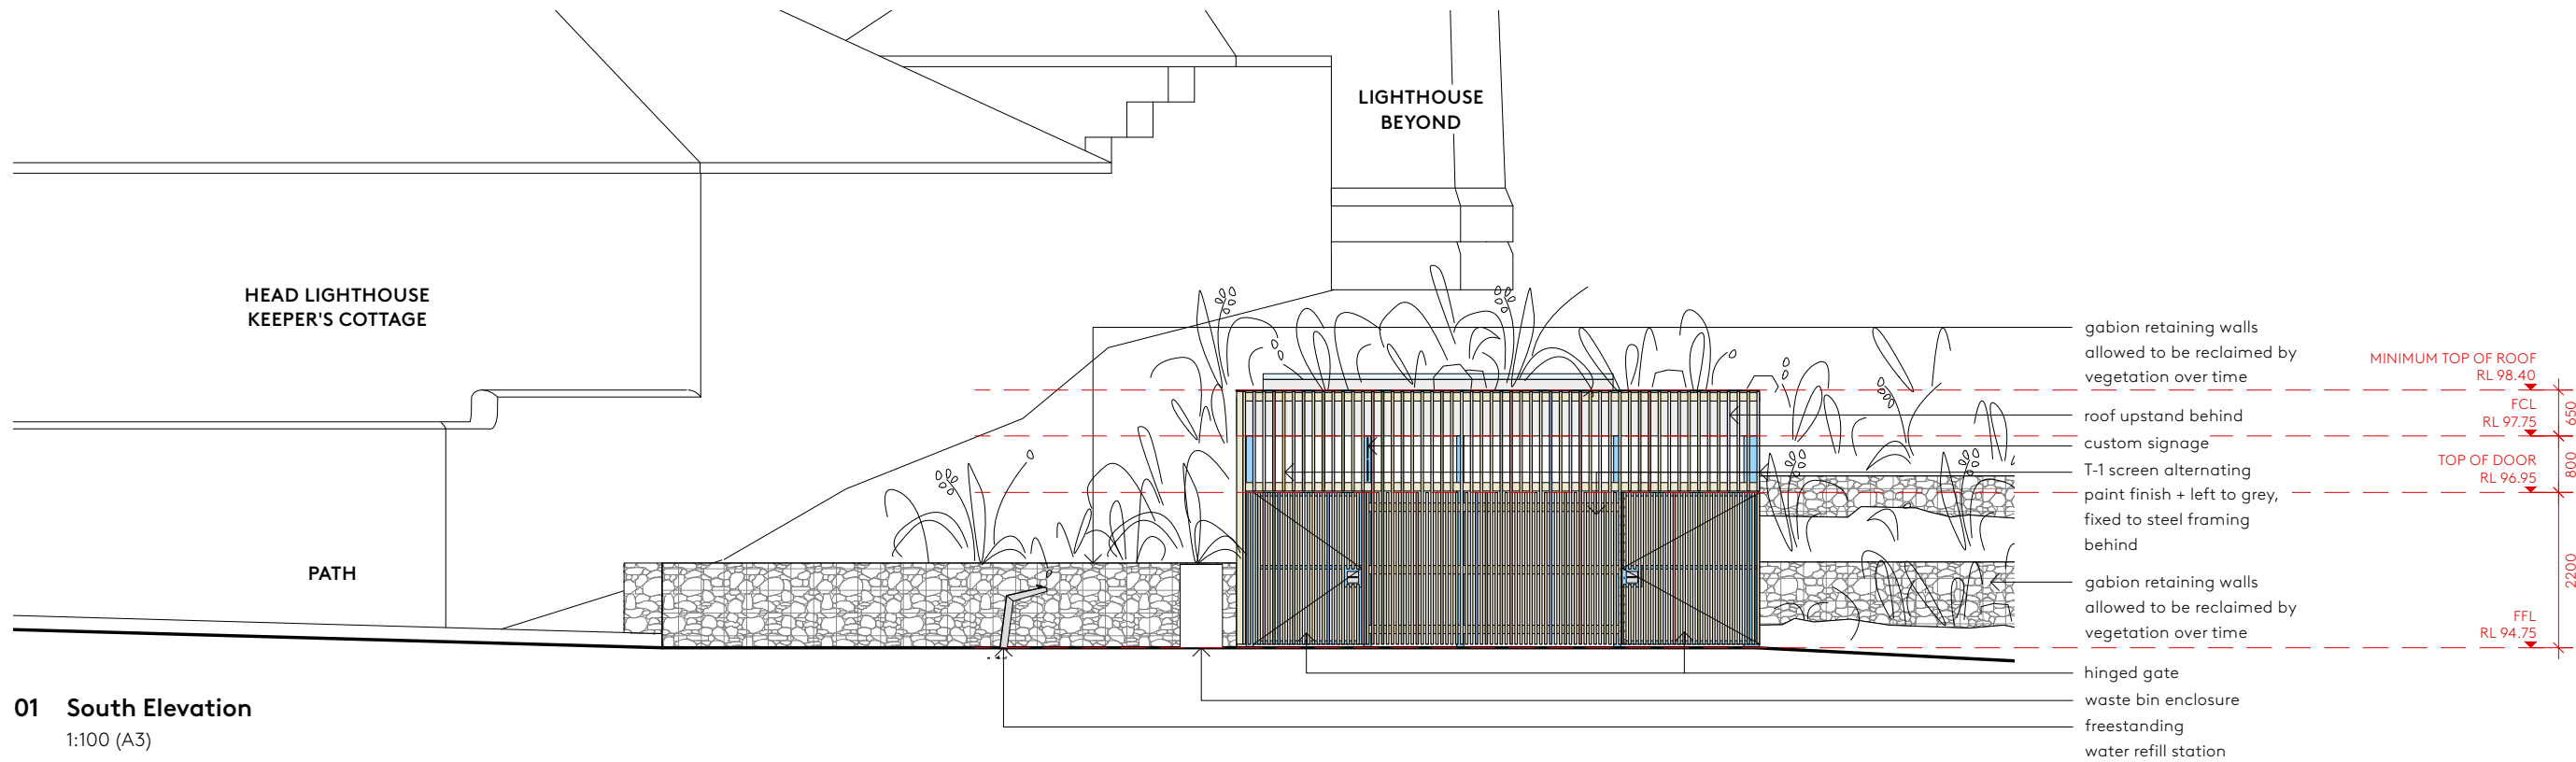 LIGHTHOUSE
BEYOND
HEAD LIGHTHOUSE
KEEPER'S COTTAGE
PATH
gabion retaining walls
allowed to be reclaimed by
vegetation over time
roof upstand behind
custom signage
T-1 screen alternating
paint finish + left to grey,
fixed to steel framing
behind
gabion retaining walls
allowed to be reclaimed by
vegetation over time
hinged gate
waste bin enclosure
freestanding
water refill station
MINIMUM TOP OF ROOF
RL 98.40
FCL
RL 97.75
TOP OF DOOR
RL 96.95
FFL
RL 94.75
650
800
2200
01 South Elevation
1:100 (A3)